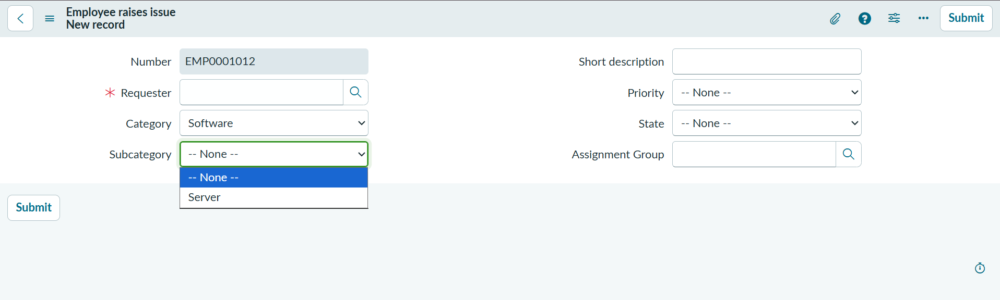 Employee raises issue
New record
Submit
Number
EMP0001012
Requester
Category
Software
Subcategory
-- None --
-- None --
Server
Short description
Priority
-- None --
State
-- None --
Assignment Group
Submit